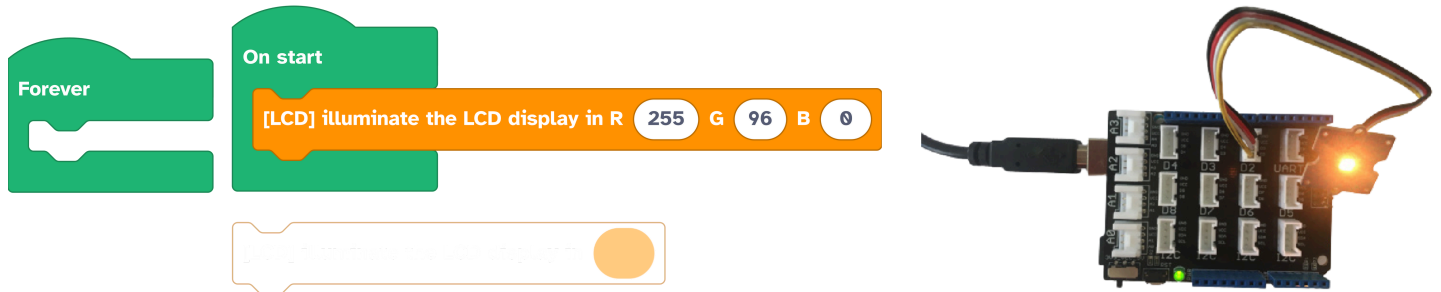 Forever
On start
[LCD] illuminate the LCD display in R 255 G 96 B 0
A3
A2
A1
A0
D4 D3 D2 UART
D8 D7 D6 D5
I2C I2C I2C I2C